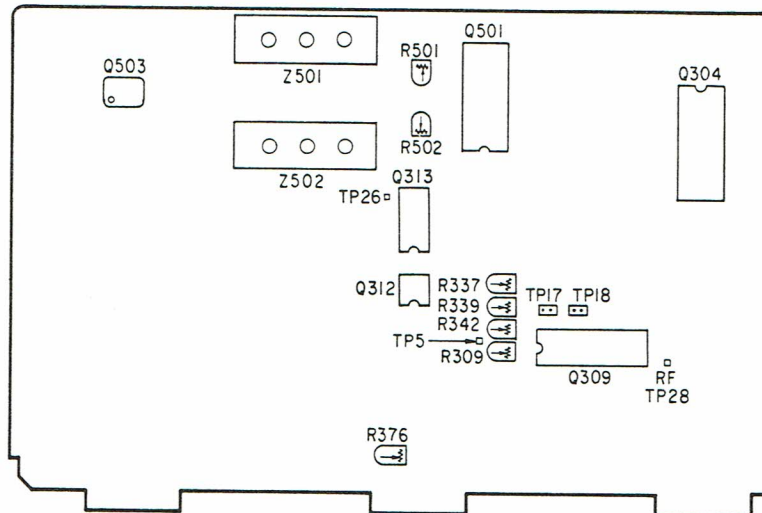 Q503
Z501
R501
Q501
Q304
R502
Z502
Q313
TP26
Q312
R337
R339
R342
TP5
R309
TP17 TP18
Q309
RF
TP28
R376